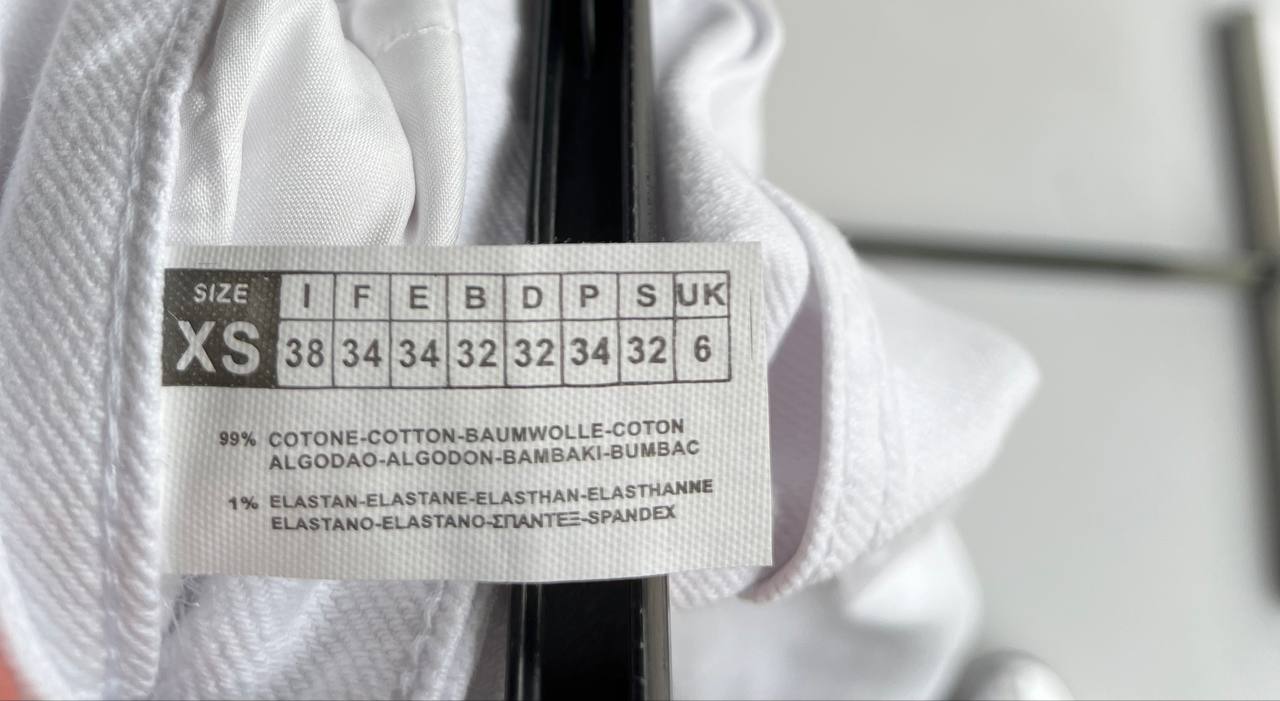 SIZE I F E B D P S UK
XS 38 34 34 32 32 34 32 6
99% COTONE-COTTON-BAUMWOLLE-COTON
ALGODAO-ALGODON-BAMBAKI-BUMBAC
1% ELASTAN-ELASTANE-ELASTHAN-ELASTHANNE
ELASTANO-ELASTANO-ΣΠΑΝΤΕΞ-SPANDEX